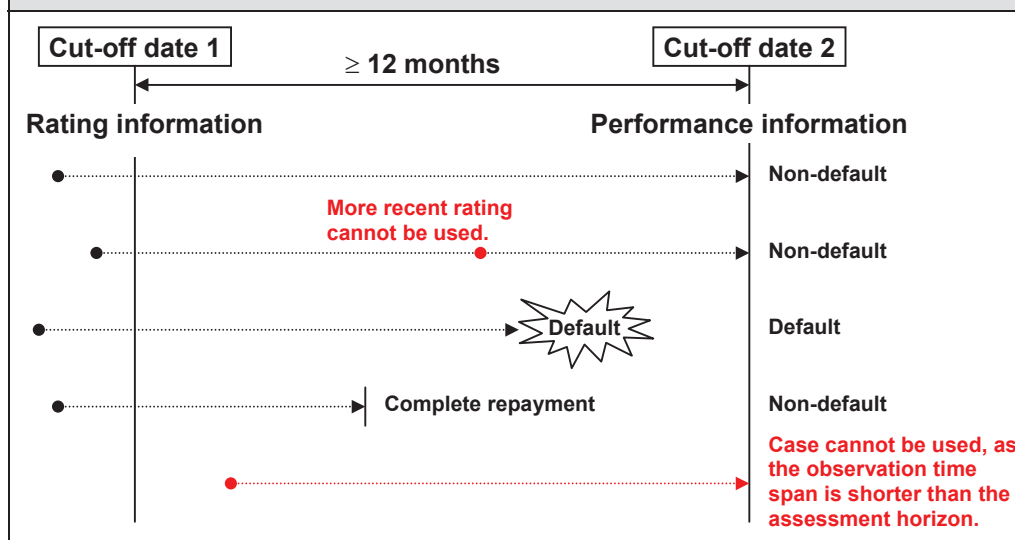 Cut-off date 1
Cut-off date 2
≥ 12 months
Rating information
Performance information
Non-default
More recent rating
cannot be used.
Non-default
Default
Default
Complete repayment
Non-default
Case cannot be used, as
the observation time
span is shorter than the
assessment horizon.